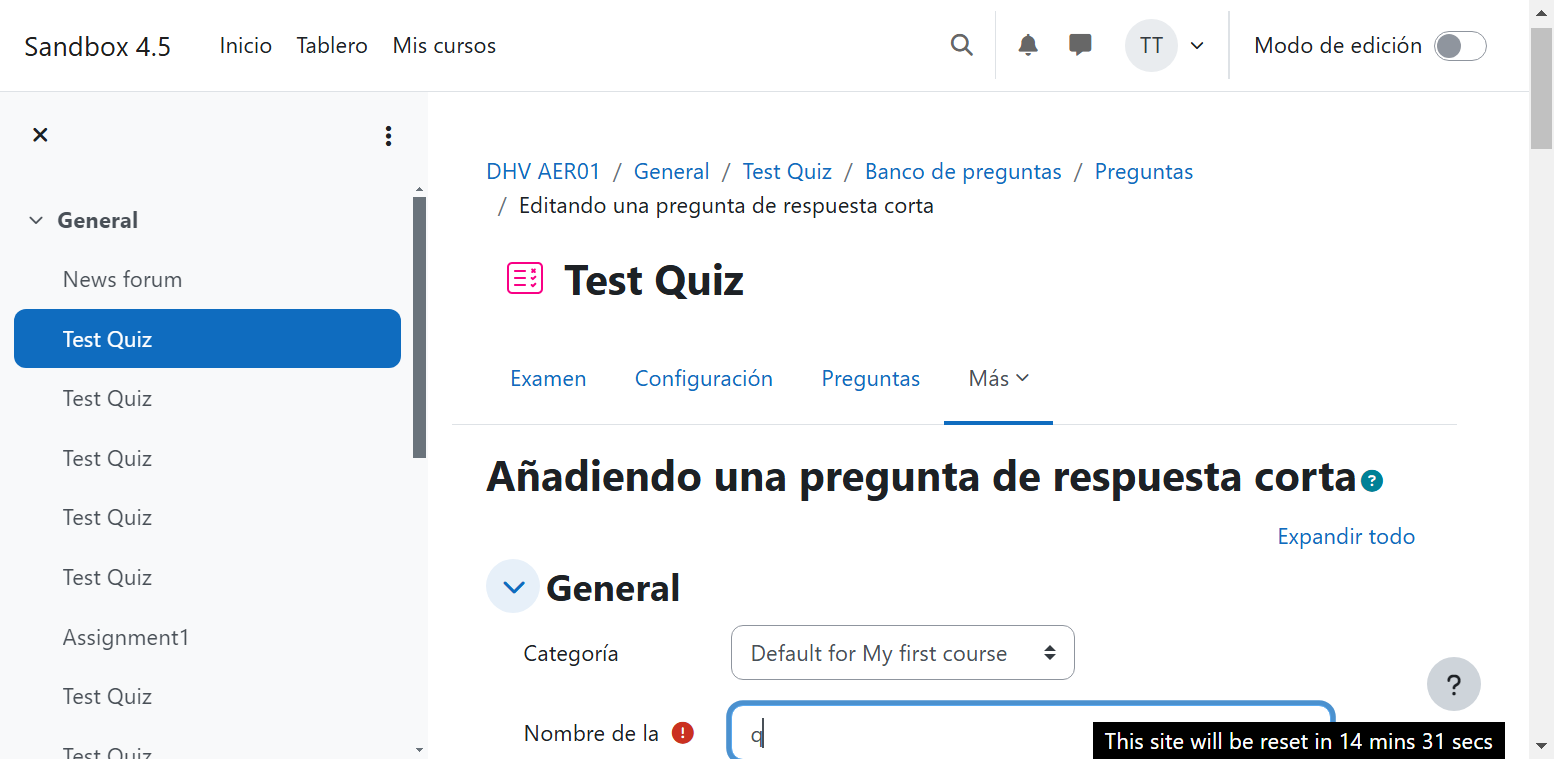 Sandbox 4.5 Inicio Tablero Mis cursos TT Modo de edición
General
News forum
Test Quiz
Test Quiz
Test Quiz
Test Quiz
Test Quiz
Assignment1
Test Quiz
Test Quiz
DHV AER01 / General / Test Quiz / Banco de preguntas / Preguntas
/ Editando una pregunta de respuesta corta
Test Quiz
Examen Configuración Preguntas Más
Añadiendo una pregunta de respuesta corta ?
Expandir todo
General
Categoría Default for My first course
?
Nombre de la ! q
This site will be reset in 14 mins 31 secs